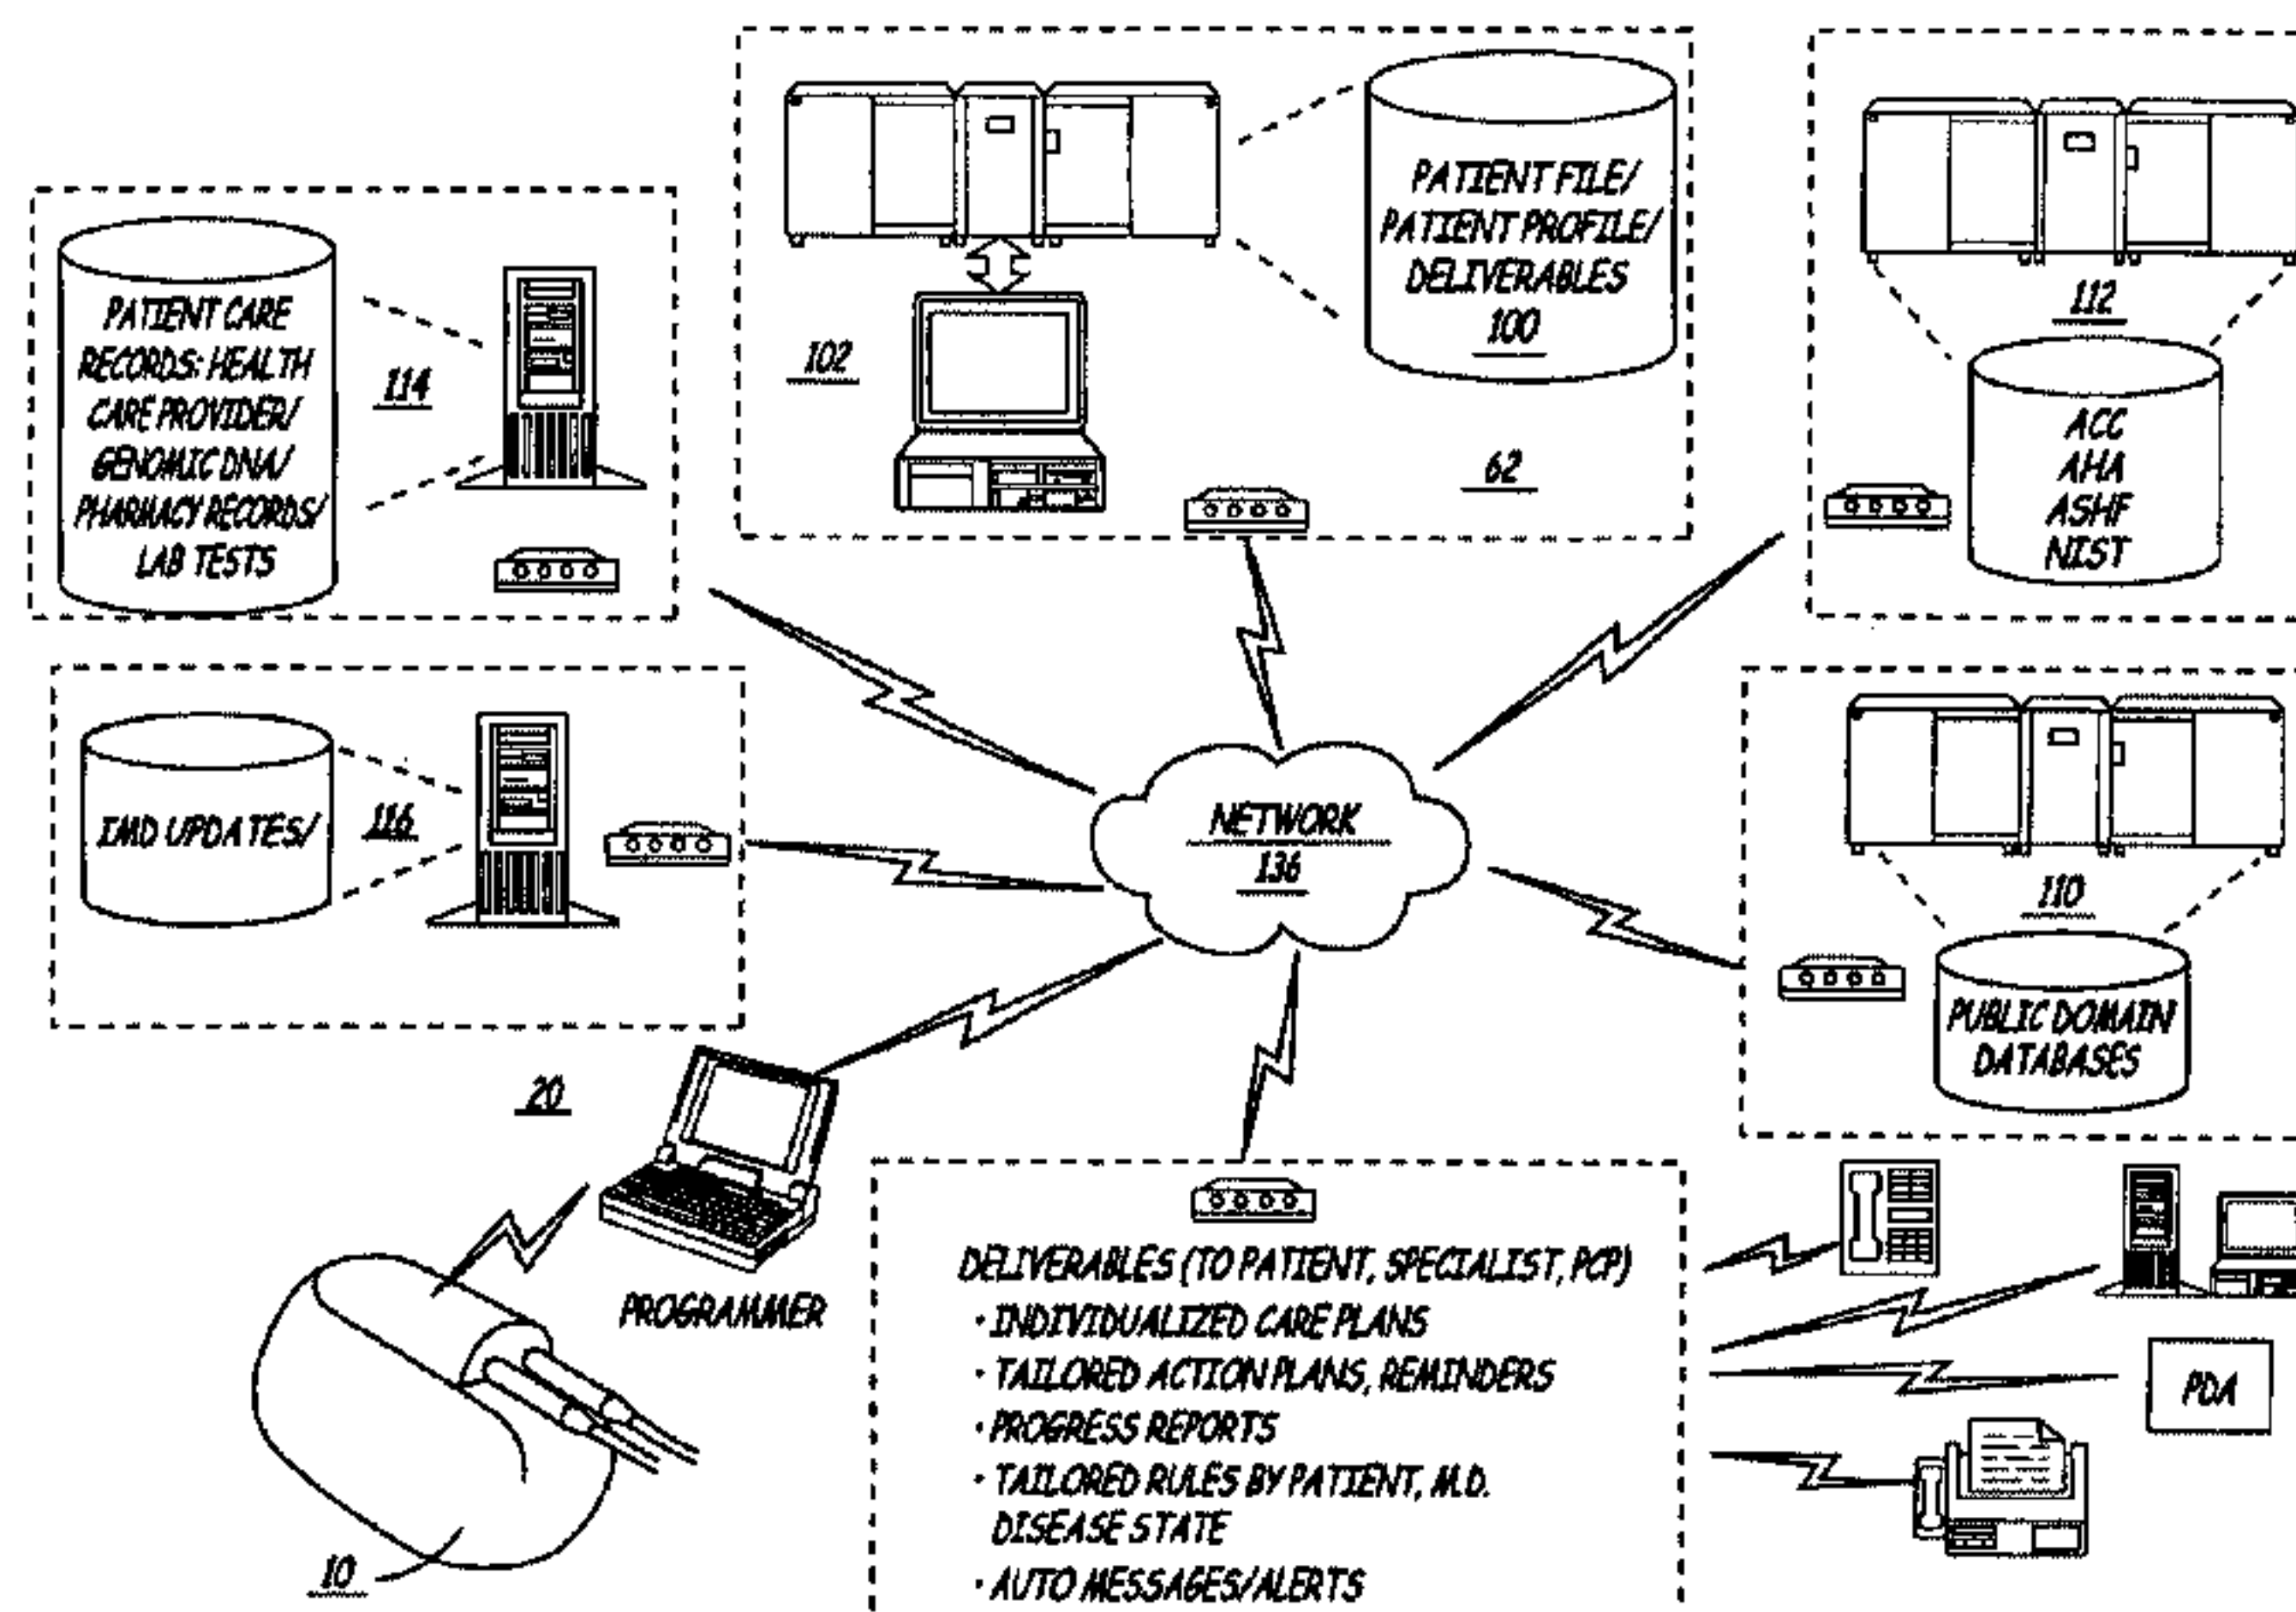 PATIENT FILE/
PATIENT PROFILE/
DELIVERABLES
100
102
62
112
ACC
AHA
ASHF
NIST
PATIENT CARE
RECORDS: HEALTH
CARE PROVIDER/
GENOMIC DNA/
PHARMACY RECORDS/
LAB TESTS
114
IMD UPDATES/
116
NETWORK
136
110
PUBLIC DOMAIN
DATABASES
20
PROGRAMMER
10
DELIVERABLES (TO PATIENT, SPECIALIST, PCP)
· INDIVIDUALIZED CARE PLANS
· TAILORED ACTION PLANS, REMINDERS
· PROGRESS REPORTS
· TAILORED RULES BY PATIENT, M.D.
DISEASE STATE
· AUTO MESSAGES/ALERTS
PDA